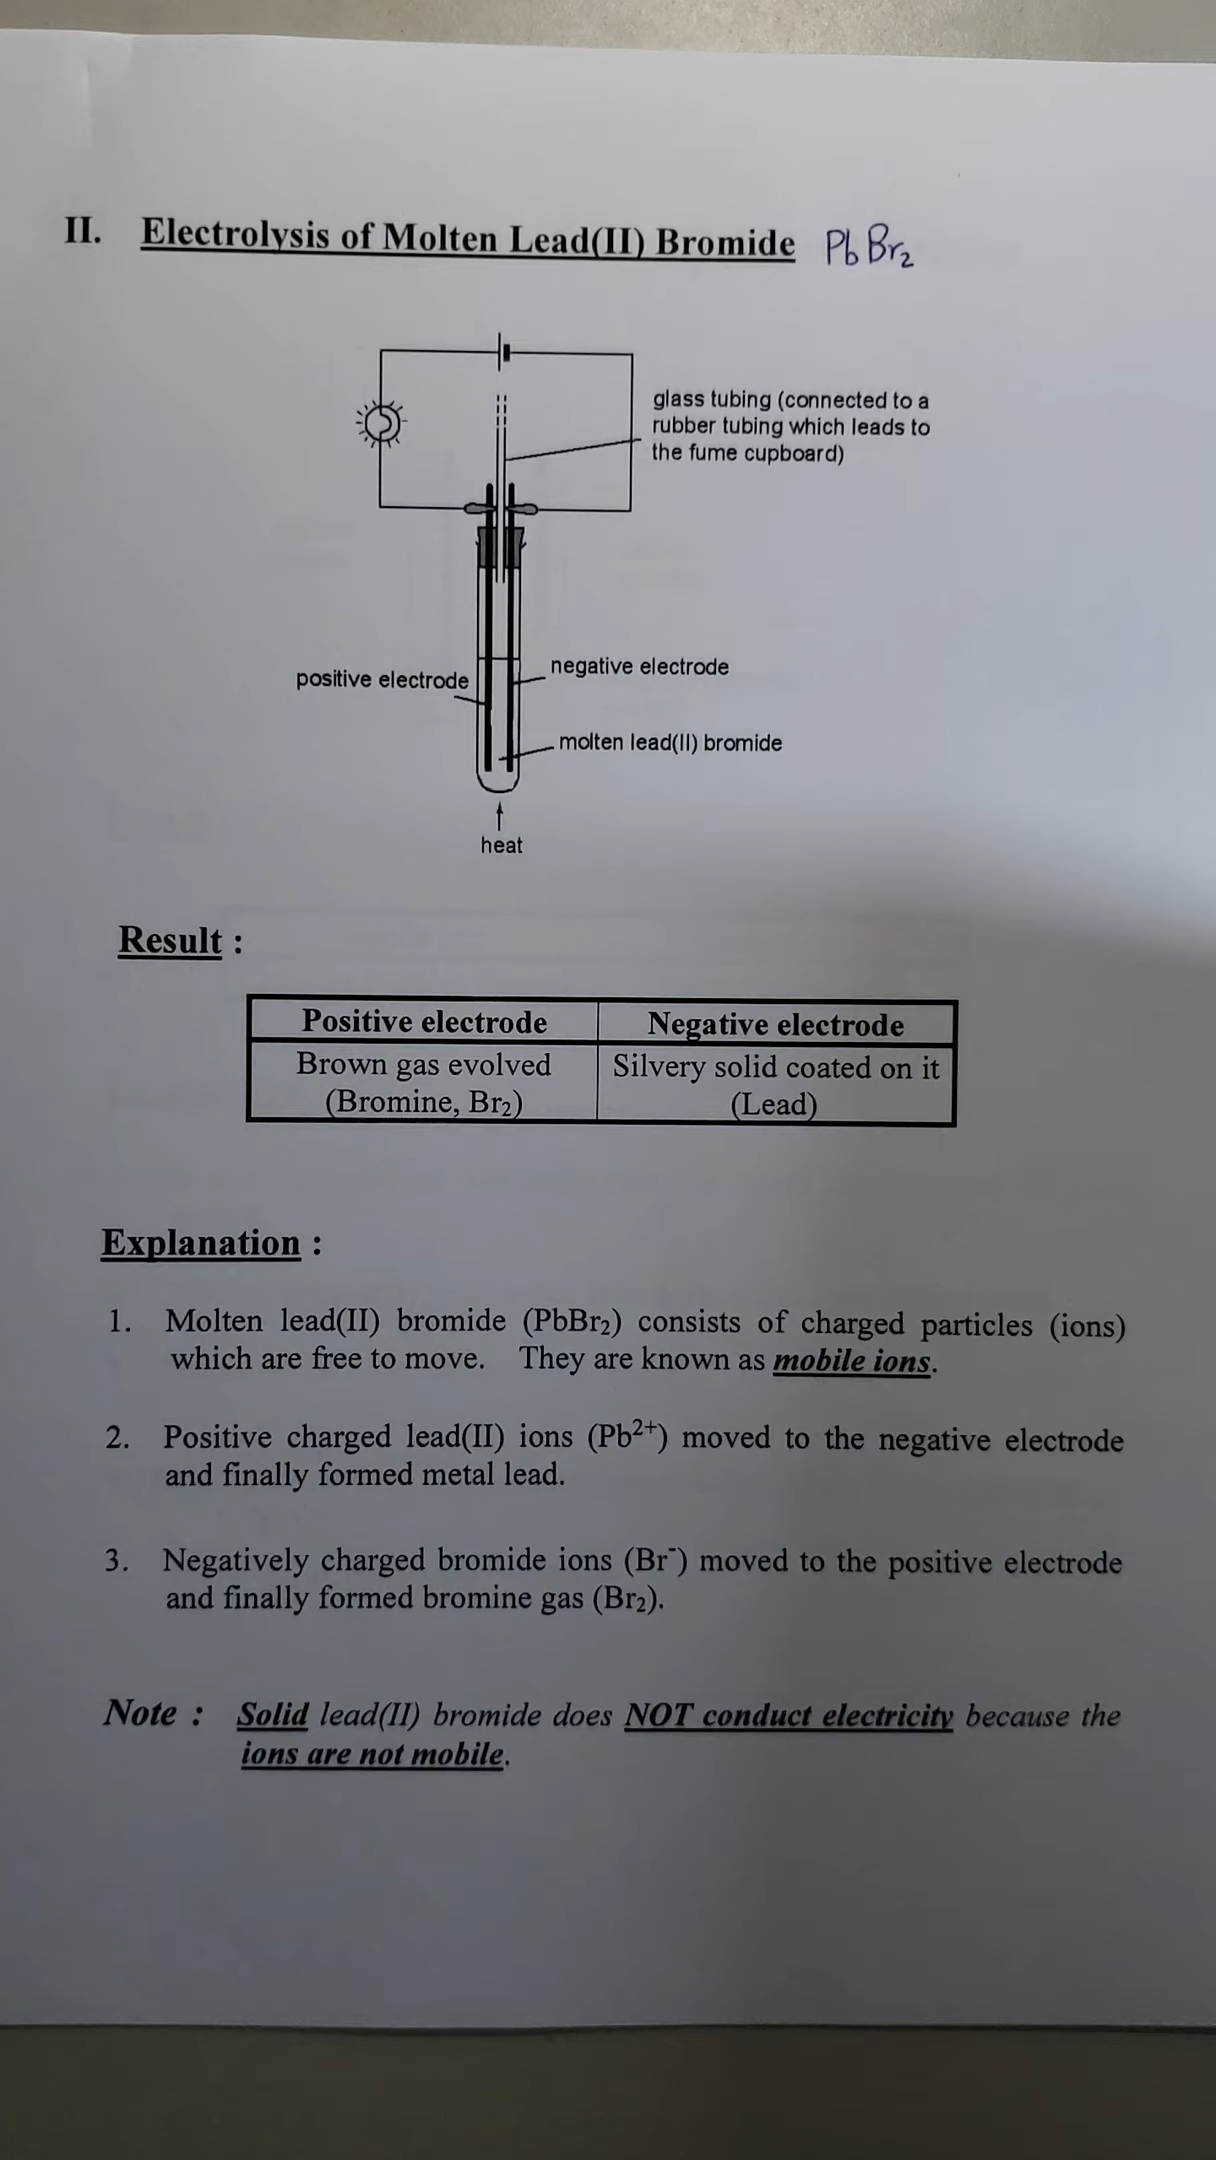 II. Electrolysis of Molten Lead(II) Bromide PbBr₂
glass tubing (connected to a
rubber tubing which leads to
the fume cupboard)
positive electrode
negative electrode
molten lead(II) bromide
heat
Result :
Positive electrode Negative electrode
Brown gas evolved Silvery solid coated on it
(Bromine, Br₂) (Lead)
Explanation :
1. Molten lead(II) bromide (PbBr₂) consists of charged particles (ions)
which are free to move. They are known as mobile ions.
2. Positive charged lead(II) ions (Pb²⁺) moved to the negative electrode
and finally formed metal lead.
3. Negatively charged bromide ions (Br⁻) moved to the positive electrode
and finally formed bromine gas (Br₂).
Note : Solid lead(II) bromide does NOT conduct electricity because the
ions are not mobile.